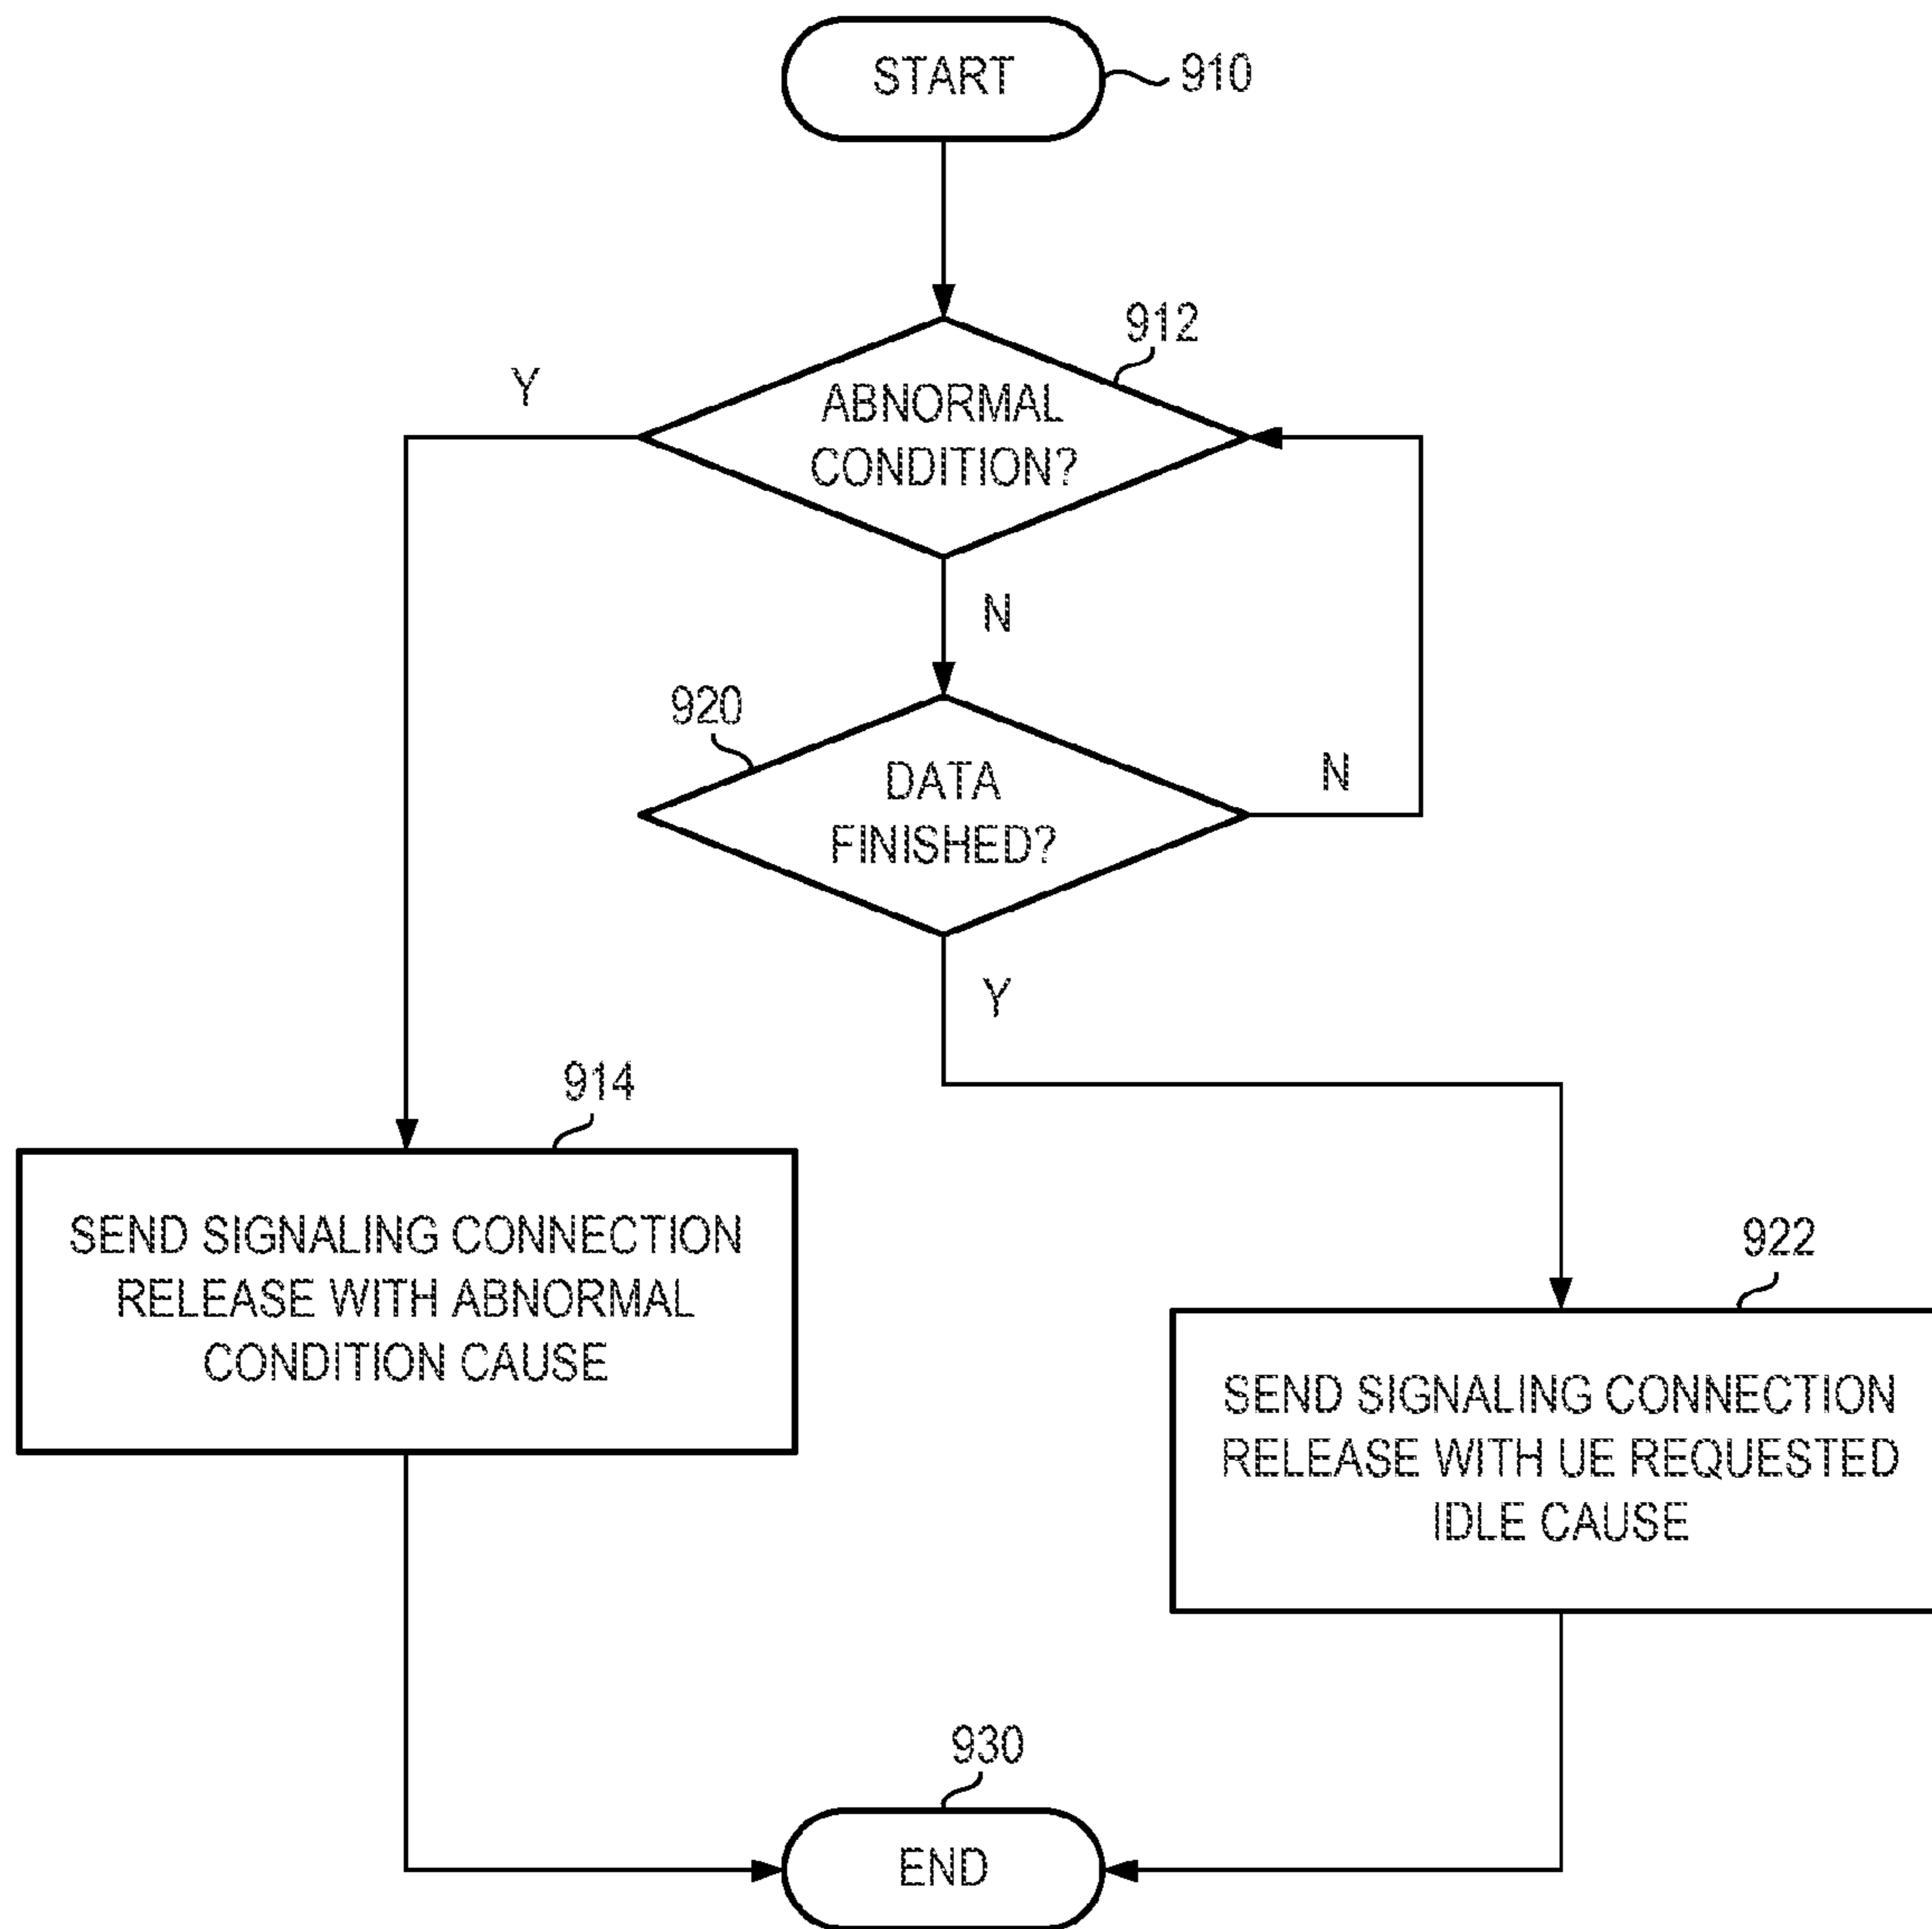 START
910
912
Y
ABNORMAL
CONDITION?
N
920
DATA
FINISHED?
N
Y
914
SEND SIGNALING CONNECTION
RELEASE WITH ABNORMAL
CONDITION CAUSE
922
SEND SIGNALING CONNECTION
RELEASE WITH UE REQUESTED
IDLE CAUSE
930
END